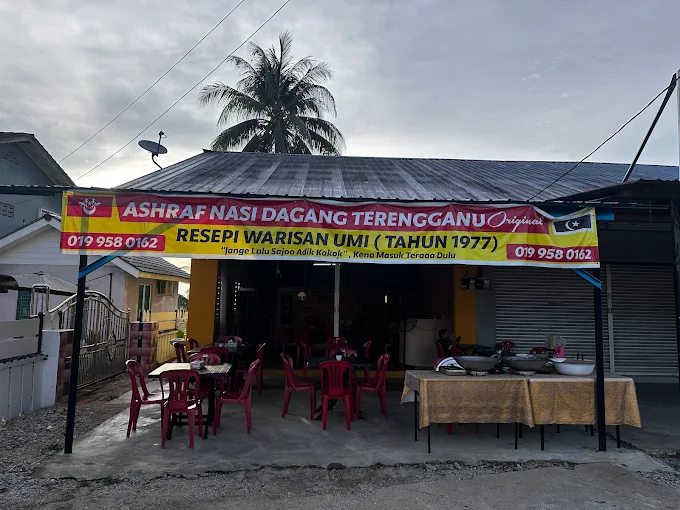 ASHRAF NASI DAGANG TERENGGANU Original
019 958 0162
RESEPI WARISAN UMI ( TAHUN 1977)
"Jange Lalu Sajoo Adik Kakok" , Keno Masuk Teraaa Dulu
019 958 0162